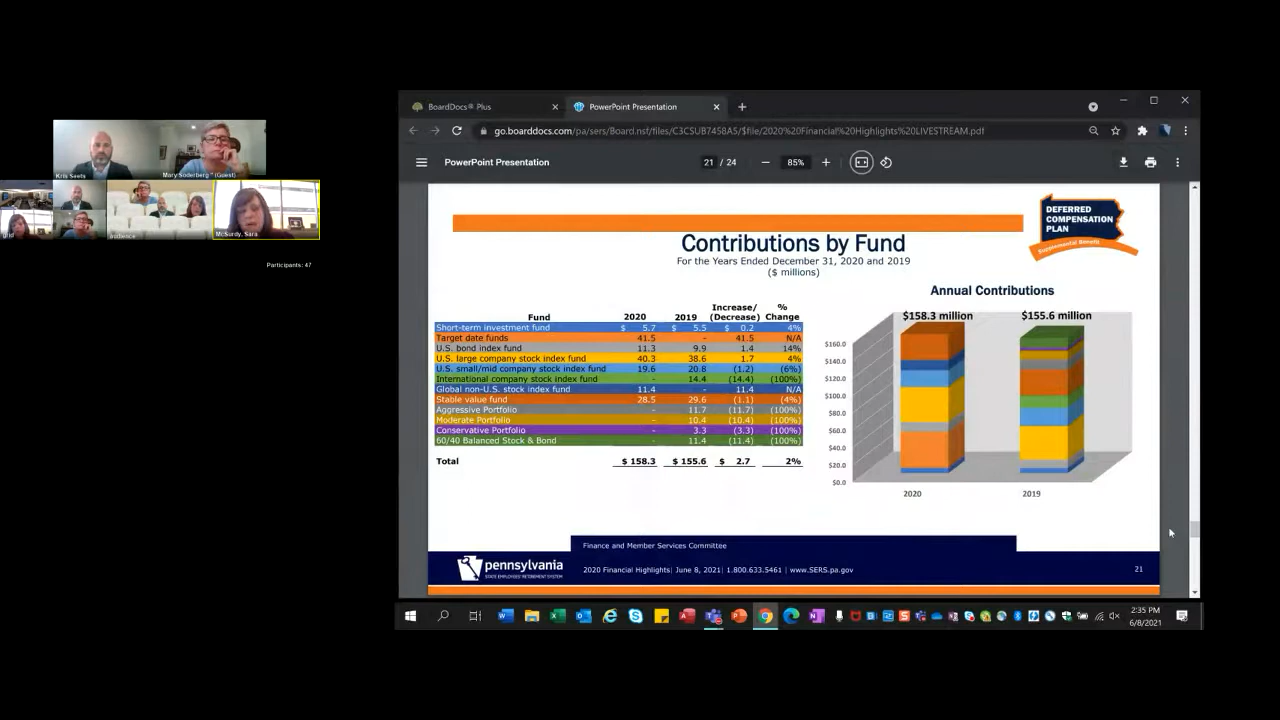 Kris Seets
Mary Soderberg " (Guest)
audience
McSurdy, Sara
Participants: 47
BoardDocs® Plus
PowerPoint Presentation
go.boarddocs.com/pa/sers/Board.nsf/files/C3CSUB7458A5/$file/2020%20Financial%20Highlights%20LIVESTREAM.pdf
PowerPoint Presentation
21 / 24
85%
DEFERRED
COMPENSATION
PLAN
Supplemental Benefit
Contributions by Fund
For the Years Ended December 31, 2020 and 2019
($ millions)
Fund 2020 2019 Increase/ (Decrease) % Change
Short-term investment fund $ 5.7 $ 5.5 $ 0.2 4%
Target date funds 41.5 - 41.5 N/A
U.S. bond index fund 11.3 9.9 1.4 14%
U.S. large company stock index fund 40.3 38.6 1.7 4%
U.S. small/mid company stock index fund 19.6 20.8 (1.2) (6%)
International company stock index fund - 14.4 (14.4) (100%)
Global non-U.S. stock index fund 11.4 - 11.4 N/A
Stable value fund 28.5 29.6 (1.1) (4%)
Aggressive Portfolio - 11.7 (11.7) (100%)
Moderate Portfolio - 10.4 (10.4) (100%)
Conservative Portfolio - 3.3 (3.3) (100%)
60/40 Balanced Stock & Bond - 11.4 (11.4) (100%)
Total $ 158.3 $ 155.6 $ 2.7 2%
Annual Contributions
$158.3 million $155.6 million
$160.0
$140.0
$120.0
$100.0
$80.0
$60.0
$40.0
$20.0
$0.0
2020 2019
Finance and Member Services Committee
pennsylvania
STATE EMPLOYEES' RETIREMENT SYSTEM
2020 Financial Highlights| June 8, 2021| 1.800.633.5461 | www.SERS.pa.gov
21
2:35 PM
6/8/2021